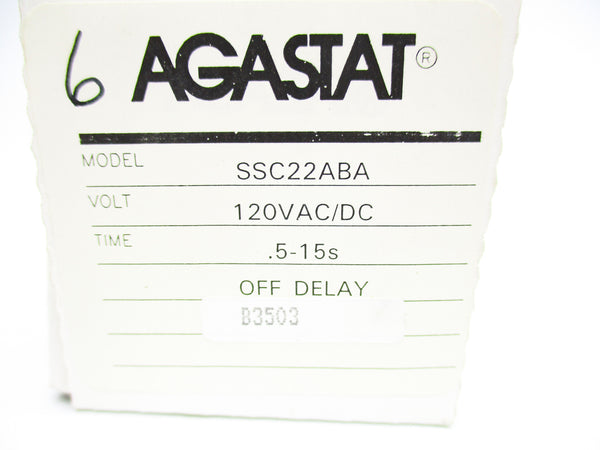 6 AGASTAT®
MODEL SSC22ABA
VOLT 120VAC/DC
TIME .5-15s
OFF DELAY
B3503